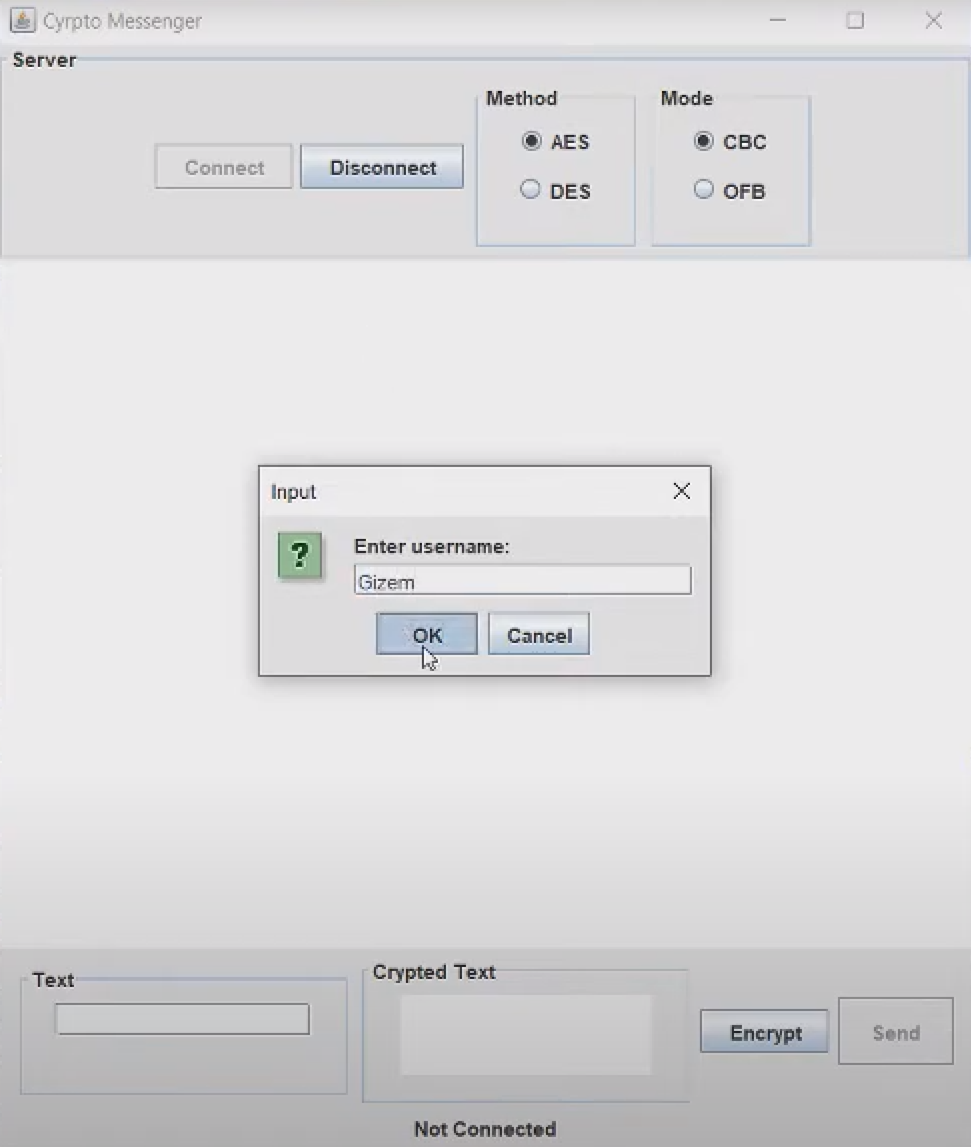 Cyrpto Messenger
Server
Method
Mode
AES
CBC
Connect
Disconnect
DES
OFB
Input
?
Enter username:
Gizem
OK
Cancel
Text
Crypted Text
Encrypt
Send
Not Connected